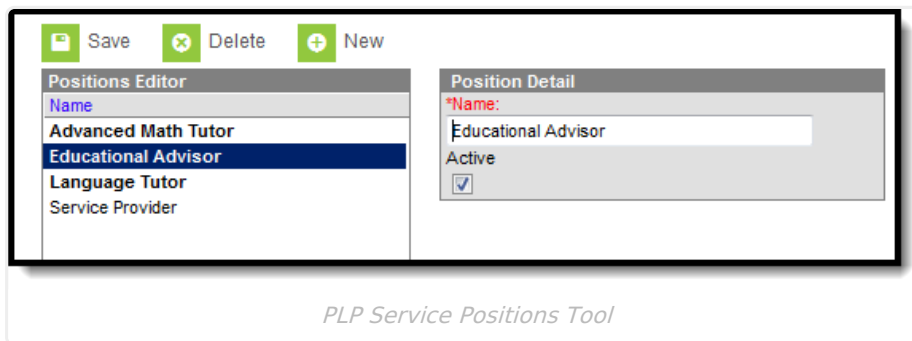 Save Delete New
Positions Editor
Name
Advanced Math Tutor
Educational Advisor
Language Tutor
Service Provider
Position Detail
*Name:
Educational Advisor
Active
PLP Service Positions Tool